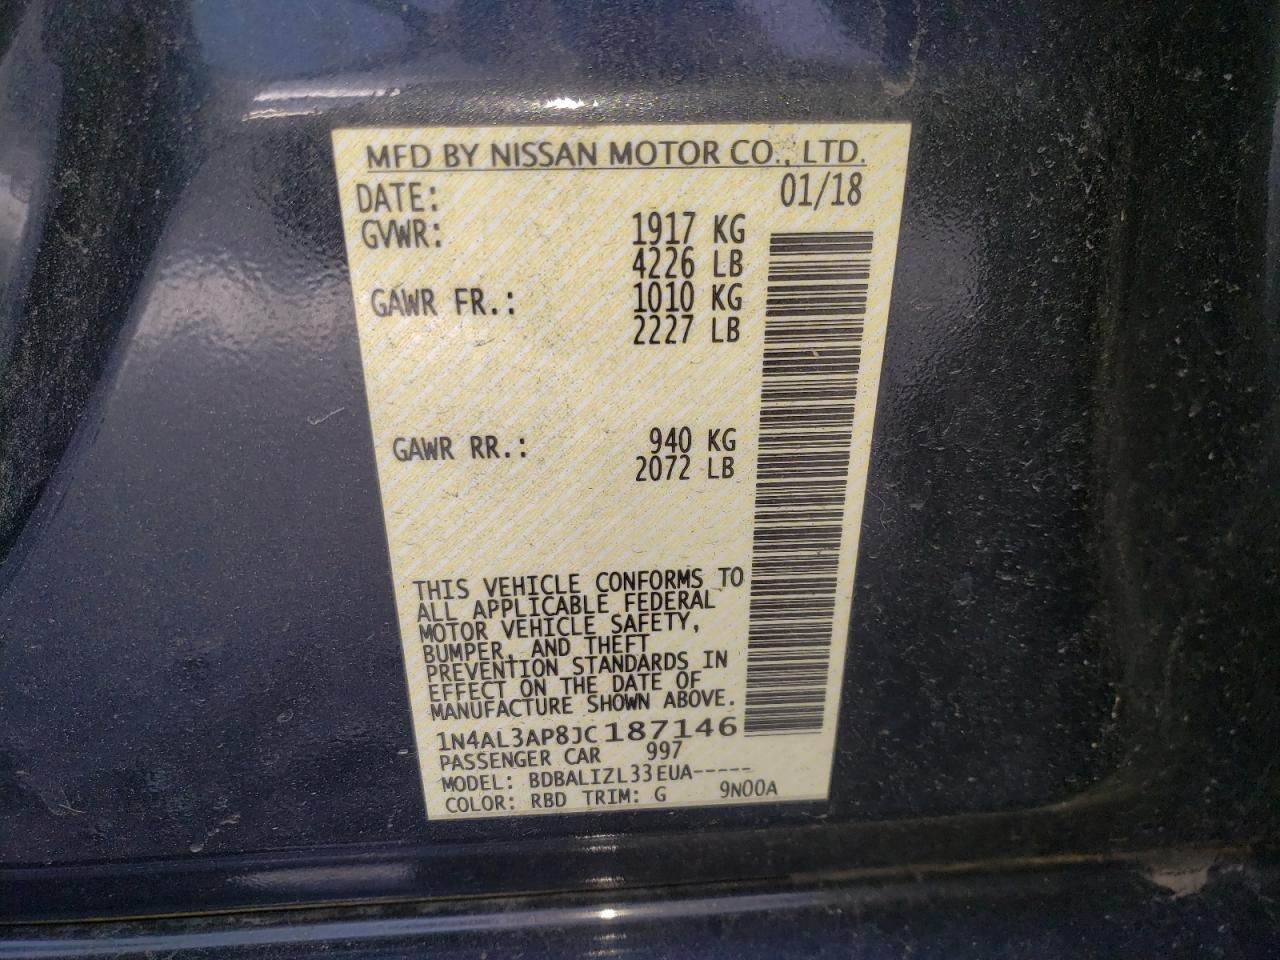 MFD BY NISSAN MOTOR CO., LTD.
DATE: 01/18
GVWR: 1917 KG
4226 LB
GAWR FR.: 1010 KG
2227 LB
GAWR RR.: 940 KG
2072 LB
THIS VEHICLE CONFORMS TO
ALL APPLICABLE FEDERAL
MOTOR VEHICLE SAFETY,
BUMPER, AND THEFT
PREVENTION STANDARDS IN
EFFECT ON THE DATE OF
MANUFACTURE SHOWN ABOVE.
1N4AL3AP8JC187146
PASSENGER CAR 997
MODEL: BDBALIZL33EUA-----
COLOR: RBD TRIM: G 9N00A